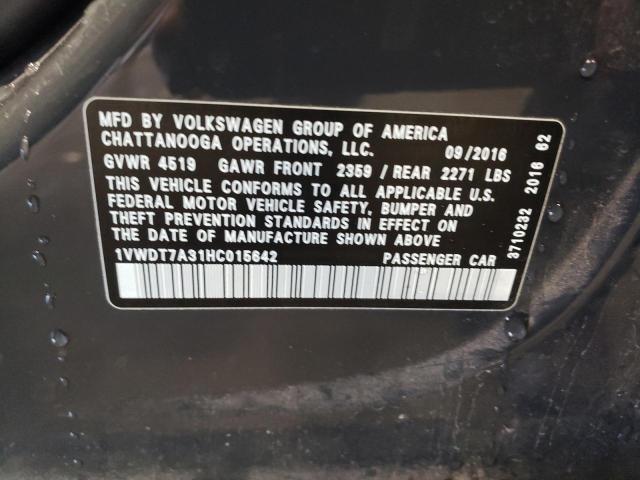 MFD BY VOLKSWAGEN GROUP OF AMERICA
CHATTANOOGA OPERATIONS, LLC. 09/2016
GVWR 4519 GAWR FRONT 2359 / REAR 2271 LBS
THIS VEHICLE CONFORMS TO ALL APPLICABLE U.S.
FEDERAL MOTOR VEHICLE SAFETY, BUMPER AND
THEFT PREVENTION STANDARDS IN EFFECT ON
THE DATE OF MANUFACTURE SHOWN ABOVE
1VWDT7A31HC015642 PASSENGER CAR
3710232 2016 62